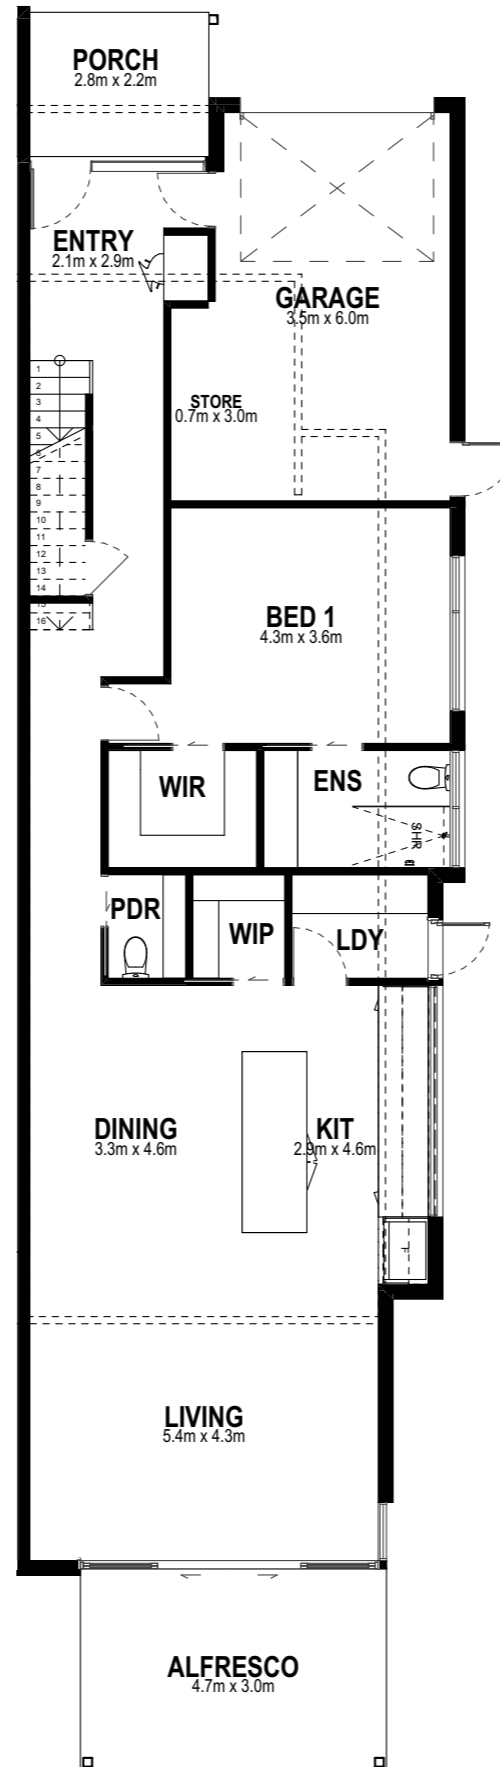 PORCH
2.8m x 2.2m
ENTRY
2.1m x 2.9m
GARAGE
3.5m x 6.0m
STORE
0.7m x 3.0m
1
2
3
4
5
6
7
8
9
10
11
12
13
14
15
16
BED 1
4.3m x 3.6m
WIR
ENS
SHR
PDR
WIP
LDY
DINING
3.3m x 4.6m
KIT
2.9m x 4.6m
F
LIVING
5.4m x 4.3m
ALFRESCO
4.7m x 3.0m